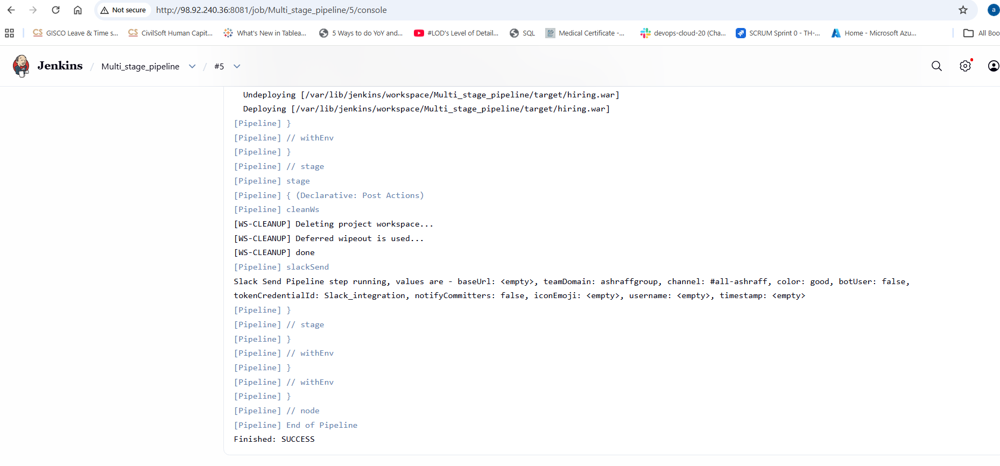 Not secure http://98.92.240.36:8081/job/Multi_stage_pipeline/5/console a
CS GISCO Leave & Time s... CS CivilSoft Human Capit... What's New in Tablea... 5 Ways to do YoY and... #LOD's Level of Detail... SQL Medical Certificate -... devops-cloud-20 (Cha... SCRUM Sprint 0 - TH-... Home - Microsoft Azu... All Boo
Jenkins / Multi_stage_pipeline / #5
Undeploying [/var/lib/jenkins/workspace/Multi_stage_pipeline/target/hiring.war]
Deploying [/var/lib/jenkins/workspace/Multi_stage_pipeline/target/hiring.war]
[Pipeline] }
[Pipeline] // withEnv
[Pipeline] }
[Pipeline] // stage
[Pipeline] stage
[Pipeline] { (Declarative: Post Actions)
[Pipeline] cleanWs
[WS-CLEANUP] Deleting project workspace...
[WS-CLEANUP] Deferred wipeout is used...
[WS-CLEANUP] done
[Pipeline] slackSend
Slack Send Pipeline step running, values are - baseUrl: <empty>, teamDomain: ashraffgroup, channel: #all-ashraff, color: good, botUser: false,
tokenCredentialId: Slack_integration, notifyCommitters: false, iconEmoji: <empty>, username: <empty>, timestamp: <empty>
[Pipeline] }
[Pipeline] // stage
[Pipeline] }
[Pipeline] // withEnv
[Pipeline] }
[Pipeline] // withEnv
[Pipeline] }
[Pipeline] // node
[Pipeline] End of Pipeline
Finished: SUCCESS